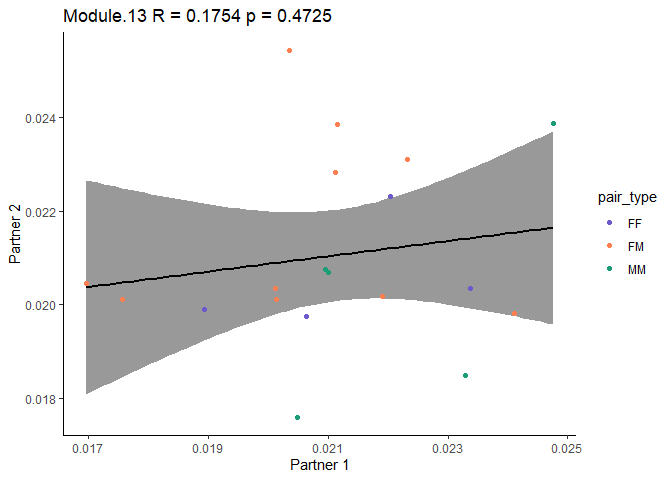 Module.13 R = 0.1754 p = 0.4725
0.024
0.022
0.020
0.018
Partner 2
0.017 0.019 0.021 0.023 0.025
Partner 1
pair_type
FF
FM
MM